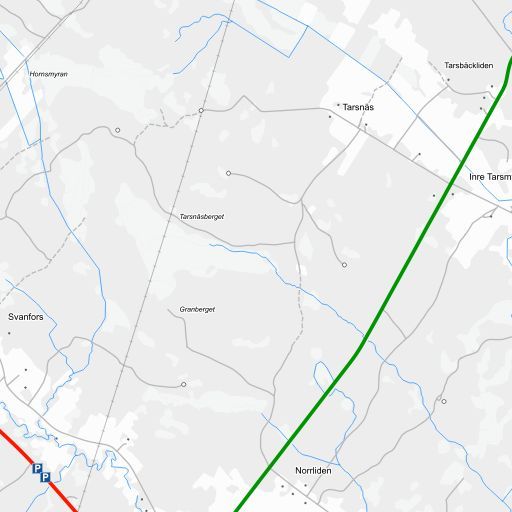 Tarsbäckliden
Hornsmyran
Tarsnäs
Inre Tarsm
Tarsnäsberget
Granberget
Svanfors
P
P
Norrliden